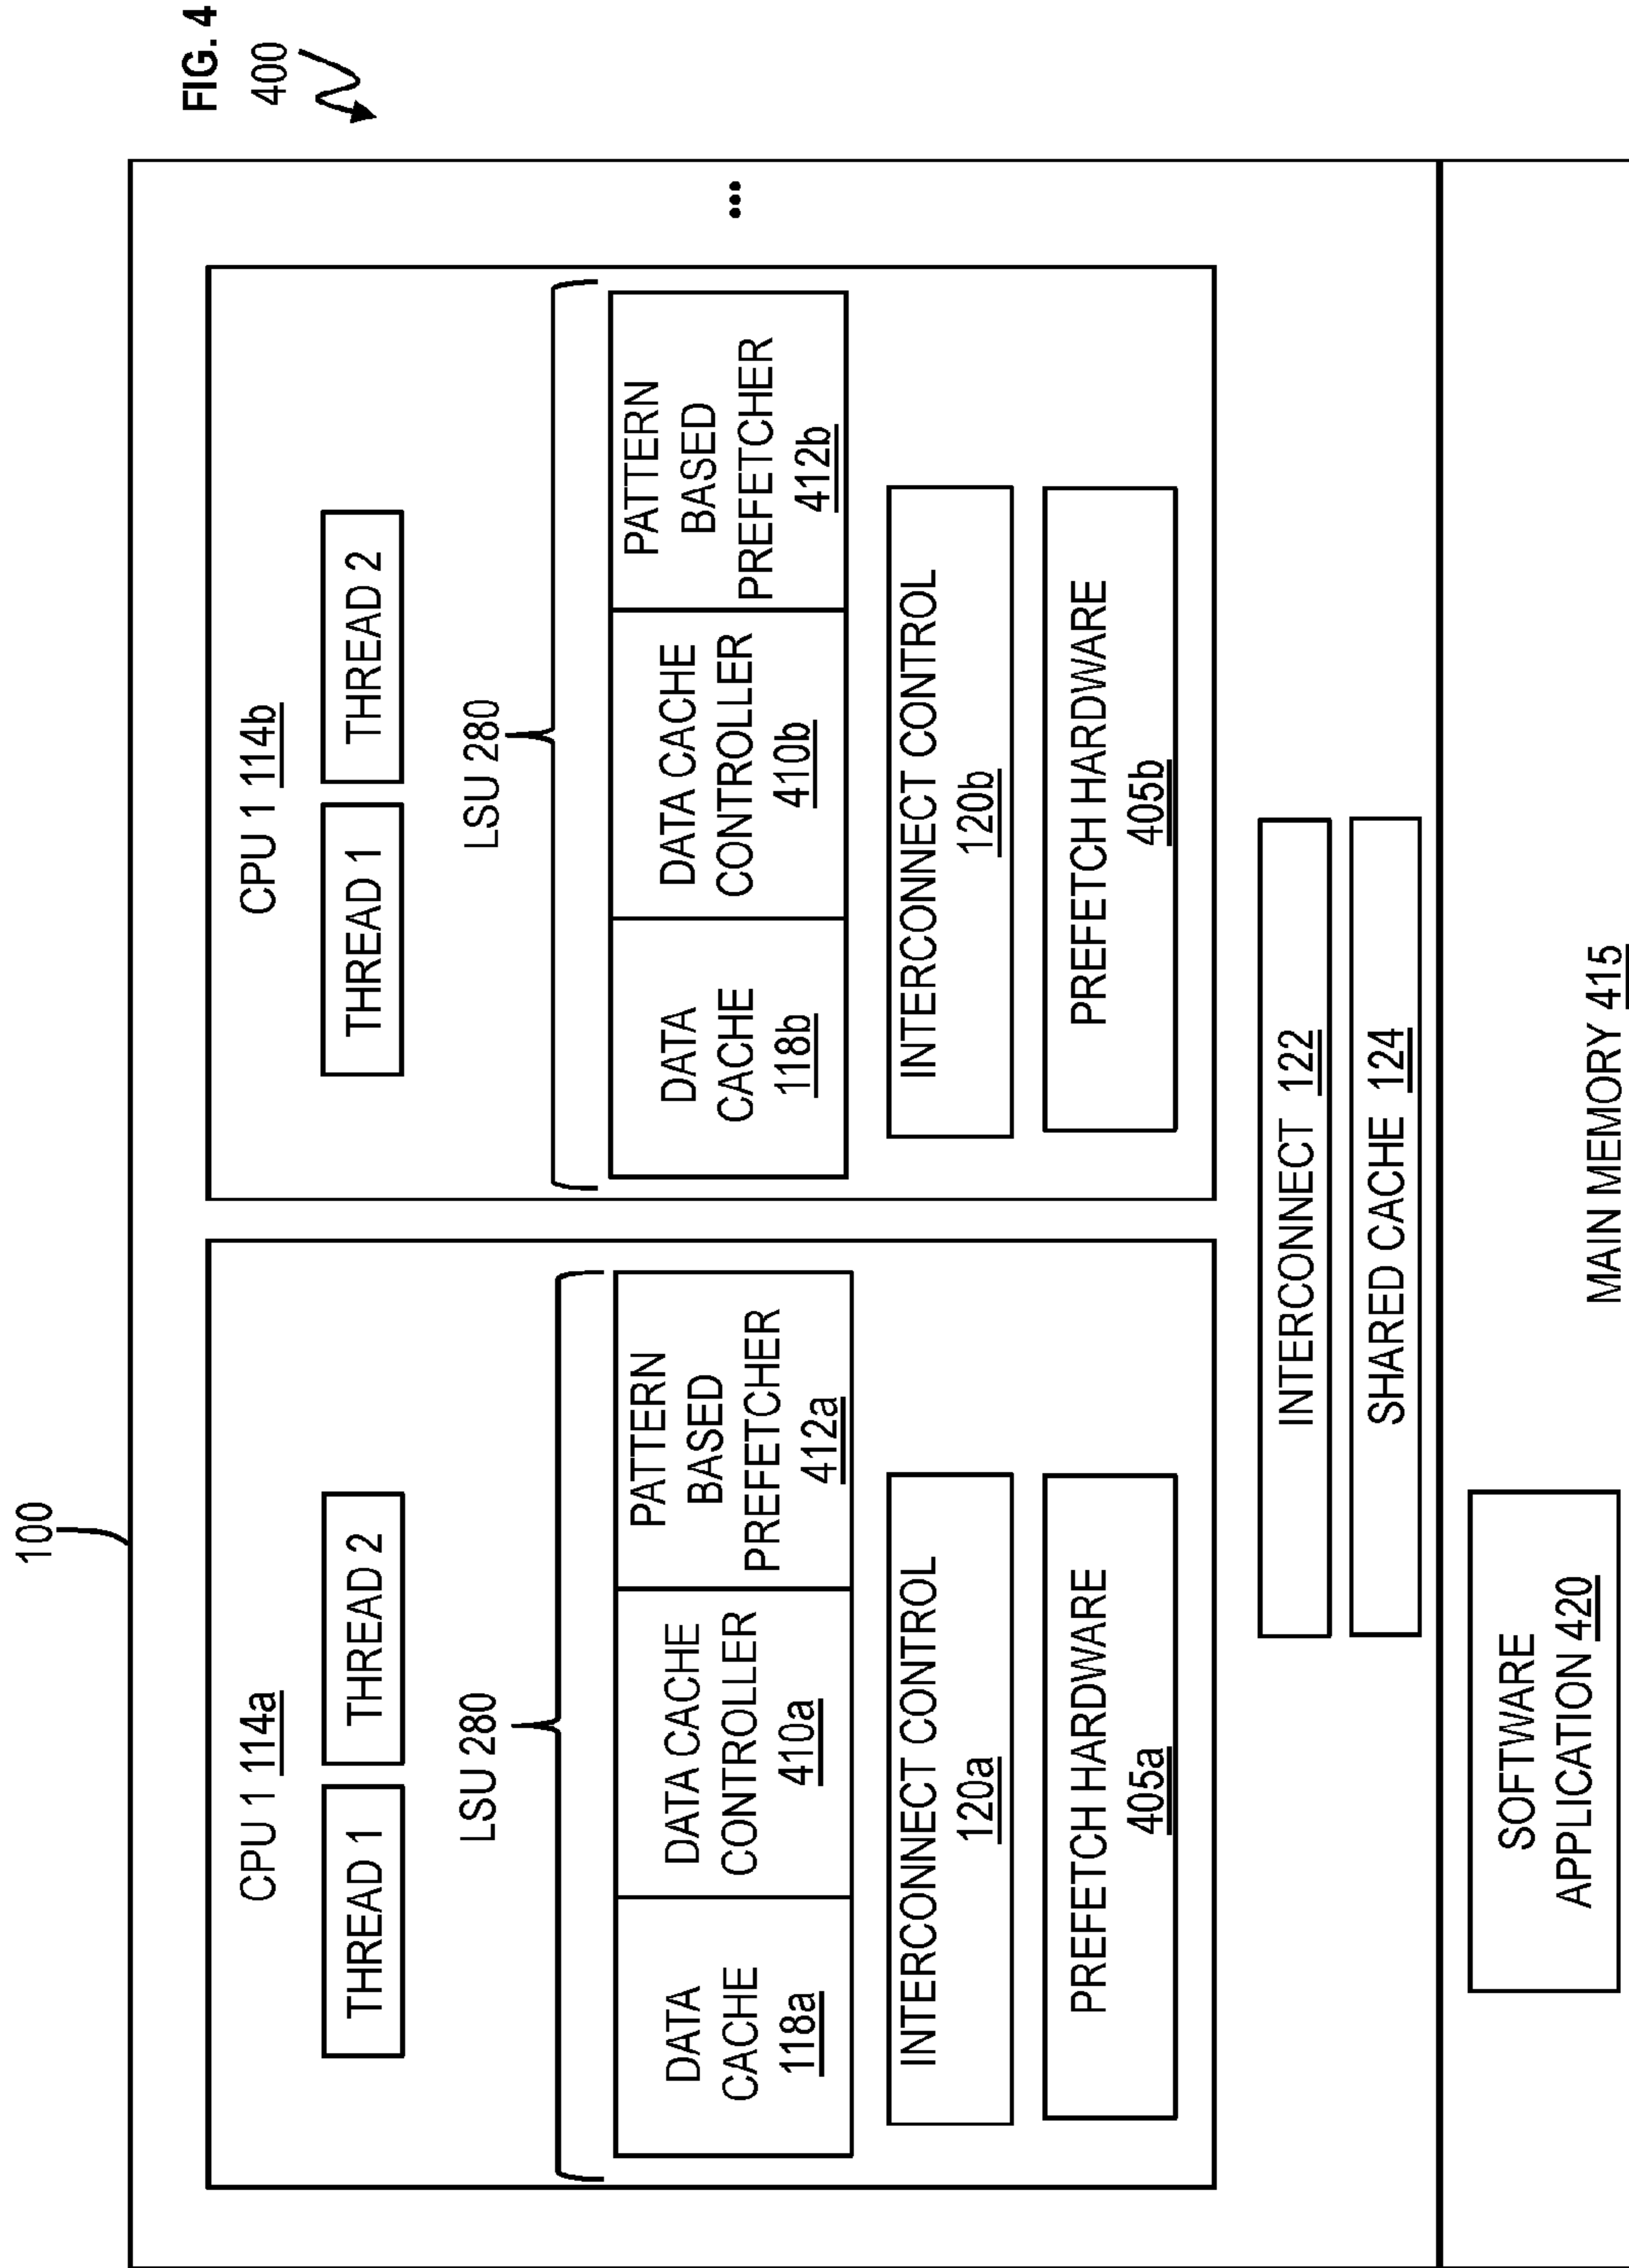 FIG. 4
400
100
CPU 1 114a
THREAD 1
THREAD 2
LSU 280
DATA
CACHE
118a
DATA CACHE
CONTROLLER
410a
PATTERN
BASED
PREFETCHER
412a
INTERCONNECT CONTROL
120a
PREFETCH HARDWARE
405a
CPU 1 114b
THREAD 1
THREAD 2
LSU 280
DATA
CACHE
118b
DATA CACHE
CONTROLLER
410b
PATTERN
BASED
PREFETCHER
412b
INTERCONNECT CONTROL
120b
PREFETCH HARDWARE
405b
...
INTERCONNECT 122
SHARED CACHE 124
SOFTWARE
APPLICATION 420
MAIN MEMORY 415